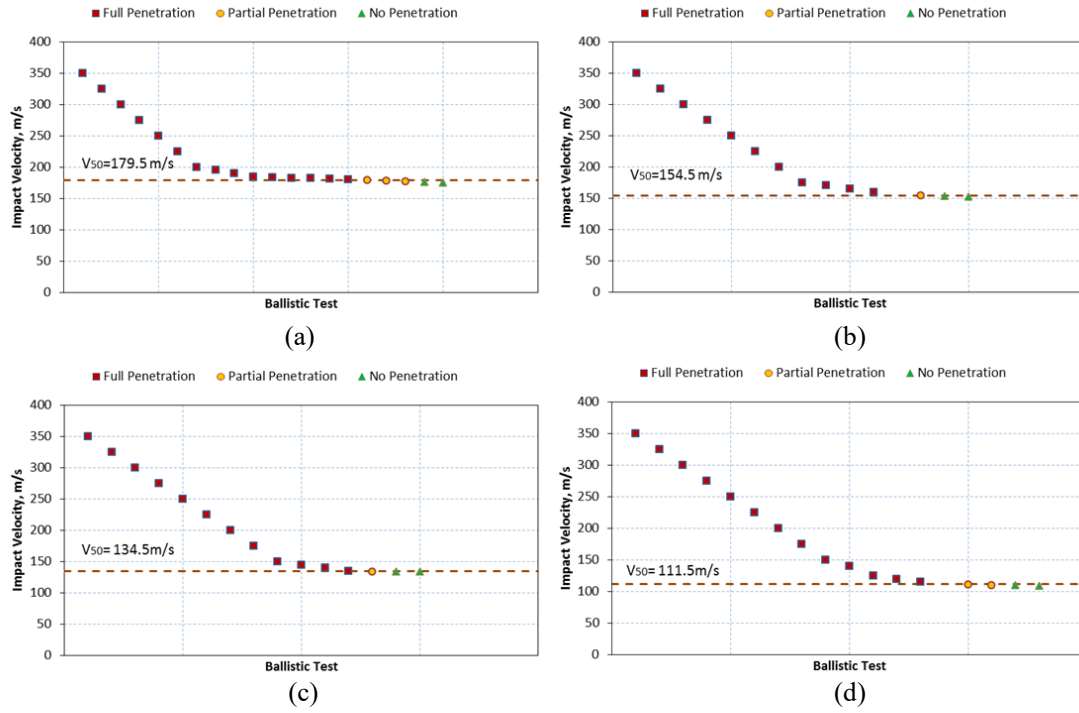 Full Penetration Partial Penetration No Penetration
400
350
300
250
200
150
100
50
0
Impact Velocity, m/s
V50=179.5 m/s
Ballistic Test
(a)
Full Penetration Partial Penetration No Penetration
400
350
300
250
200
150
100
50
0
Impact Velocity, m/s
V50=154.5 m/s
Ballistic Test
(b)
Full Penetration Partial Penetration No Penetration
400
350
300
250
200
150
100
50
0
Impact Velocity, m/s
V50= 134.5m/s
Ballistic Test
(c)
Full Penetration Partial Penetration No Penetration
400
350
300
250
200
150
100
50
0
Impact Velocity, m/s
V50= 111.5m/s
Ballistic Test
(d)